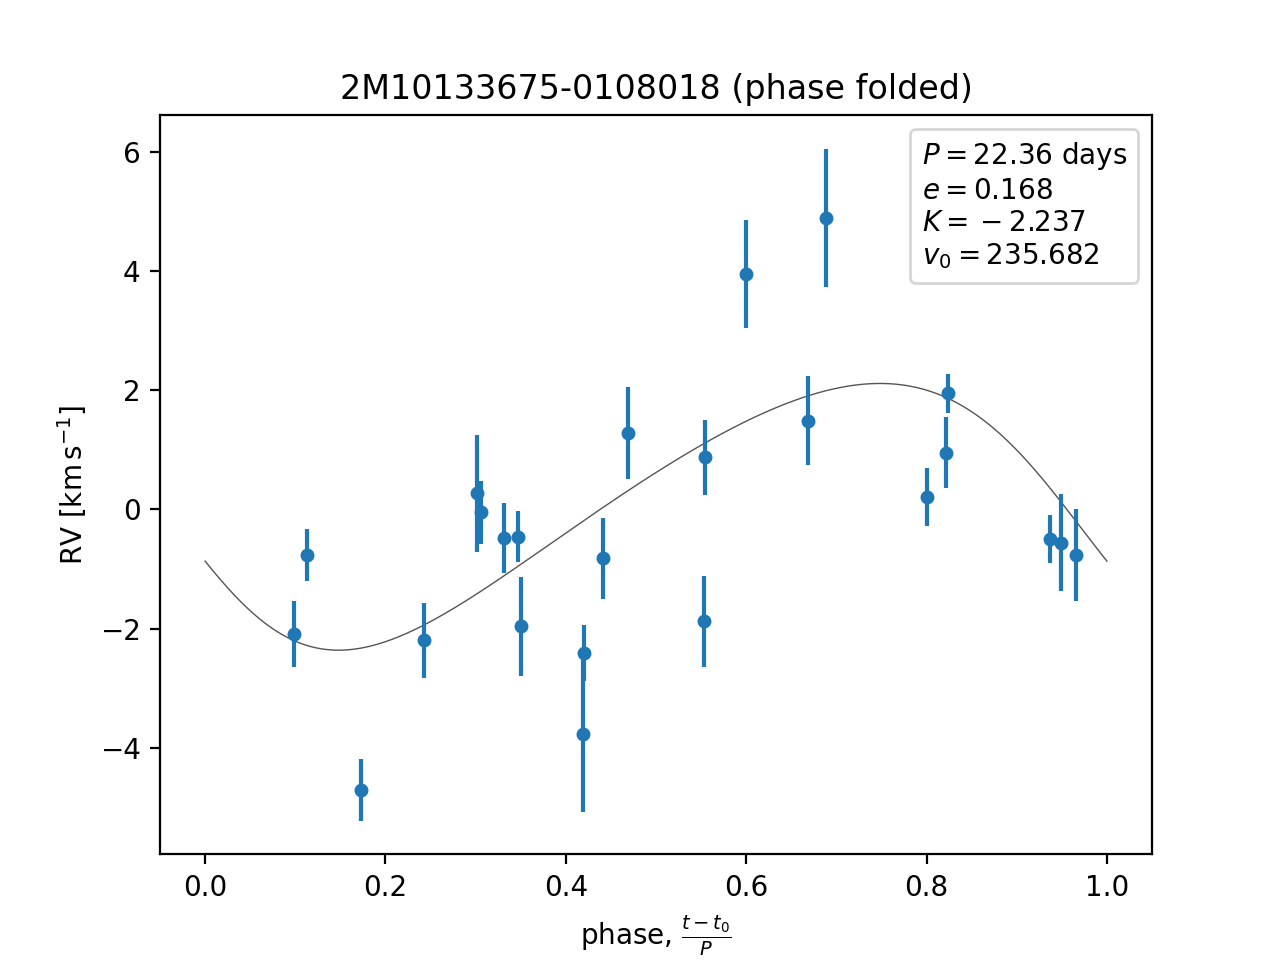 2M10133675-0108018 (phase folded)
P = 22.36 days
e = 0.168
K = −2.237
v₀ = 235.682
6
4
2
0
−2
−4
RV [km s⁻¹]
0.0 0.2 0.4 0.6 0.8 1.0
phase, (t − t₀)/P